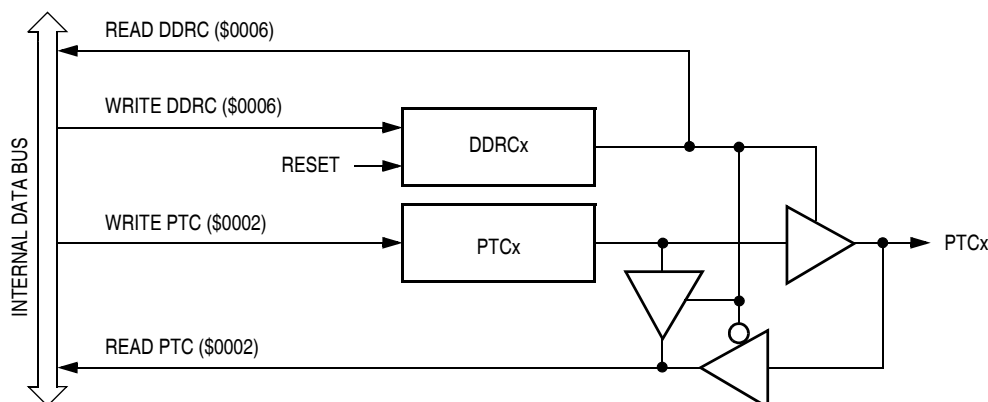 READ DDRC ($0006)
WRITE DDRC ($0006)
DDRCx
RESET
WRITE PTC ($0002)
PTCx
PTCx
READ PTC ($0002)
INTERNAL DATA BUS